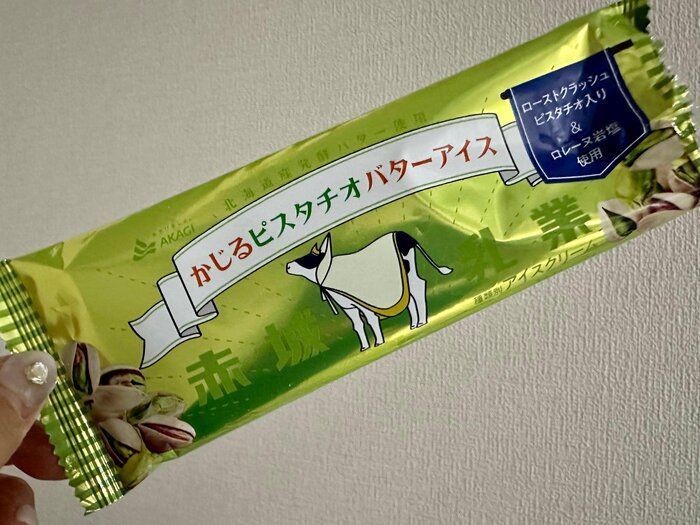 北海道産発酵バター使用
AKAGI
かじるピスタチオバターアイス
ローストクラッシュ
ピスタチオ入り
&
ロレーヌ岩塩
使用
赤城乳業
種類別 アイスクリーム